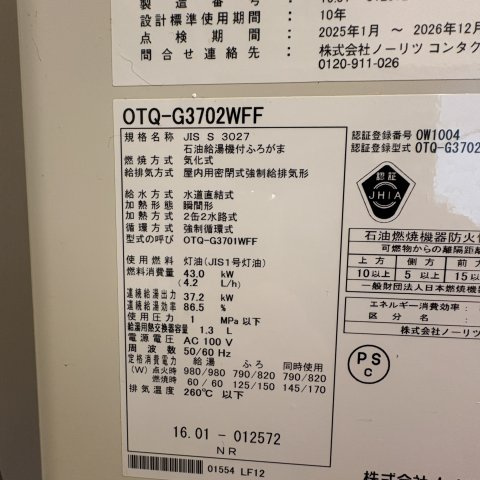 製造番号 : 16.01-01
設計標準使用期間 : 10年
点検期間 : 2025年1月 ～ 2026年12月
問合せ連絡先 : 株式会社ノーリツ コンタク
0120-911-026
OTQ-G3702WFF
規格名称 JIS S 3027
石油給湯機付ふろがま
燃焼方式 気化式
給排気方式 屋内用密閉式強制給排気形
給水方式 水道直結式
加熱形態 瞬間形
加熱方式 2缶2水路式
循環方式 強制循環式
型式の呼び OTQ-G3701WFF
使用燃料 灯油(JIS1号灯油)
燃料消費量 43.0 kW
(4.2 L/h)
連続給湯出力 37.2 kW
連続給湯効率 86.5 %
使用圧力 1 MPa以下
給湯用熱交換器容量 1.3 L
電源電圧 AC 100 V
周波数 50/60 Hz
定格消費電力 給湯 ふろ 同時使用
(W) 点火時 980/980 790/820 790/820
燃焼時 60/60 125/150 145/170
排気温度 260℃ 以下
16.01-012572
NR
01554 LF12
認証登録番号 0W1004
認証登録型式 OTQ-G3702
認証
JHIA
石油燃焼機器防火
可燃物からの離隔距離
上方 側方 前方
10以上 5以上 15以
一般財団法人日本燃焼機
エネルギー消費効率 :
区分名 :
株式会社ノーリツ
PS
C
株式会社ノー